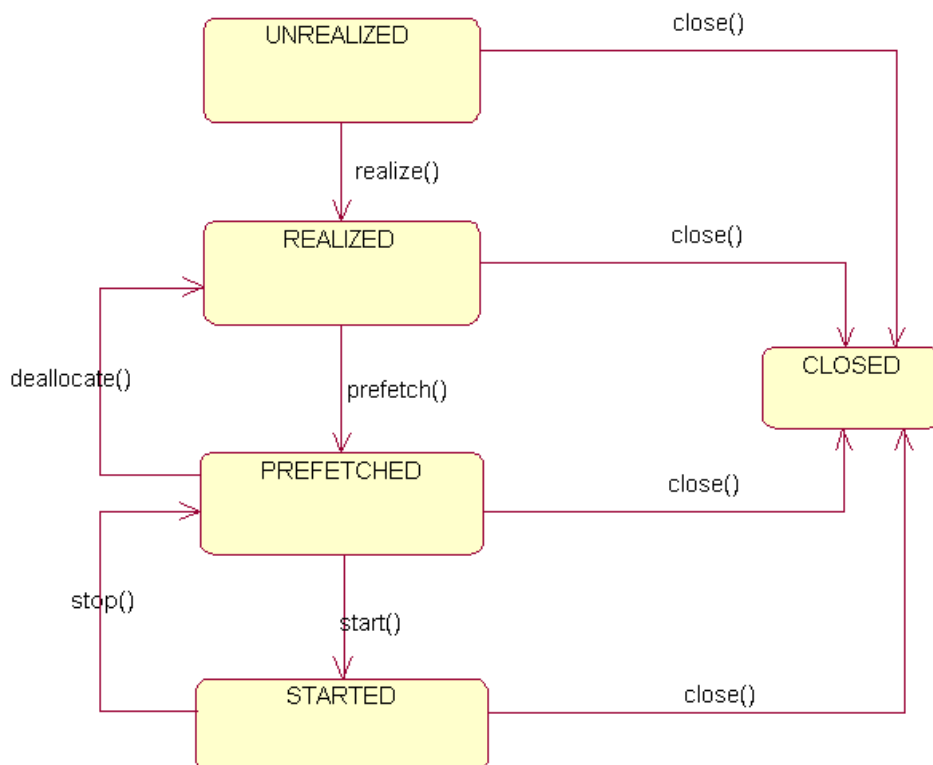 UNREALIZED
close()
realize()
REALIZED
close()
CLOSED
deallocate()
prefetch()
PREFETCHED
close()
stop()
start()
STARTED
close()